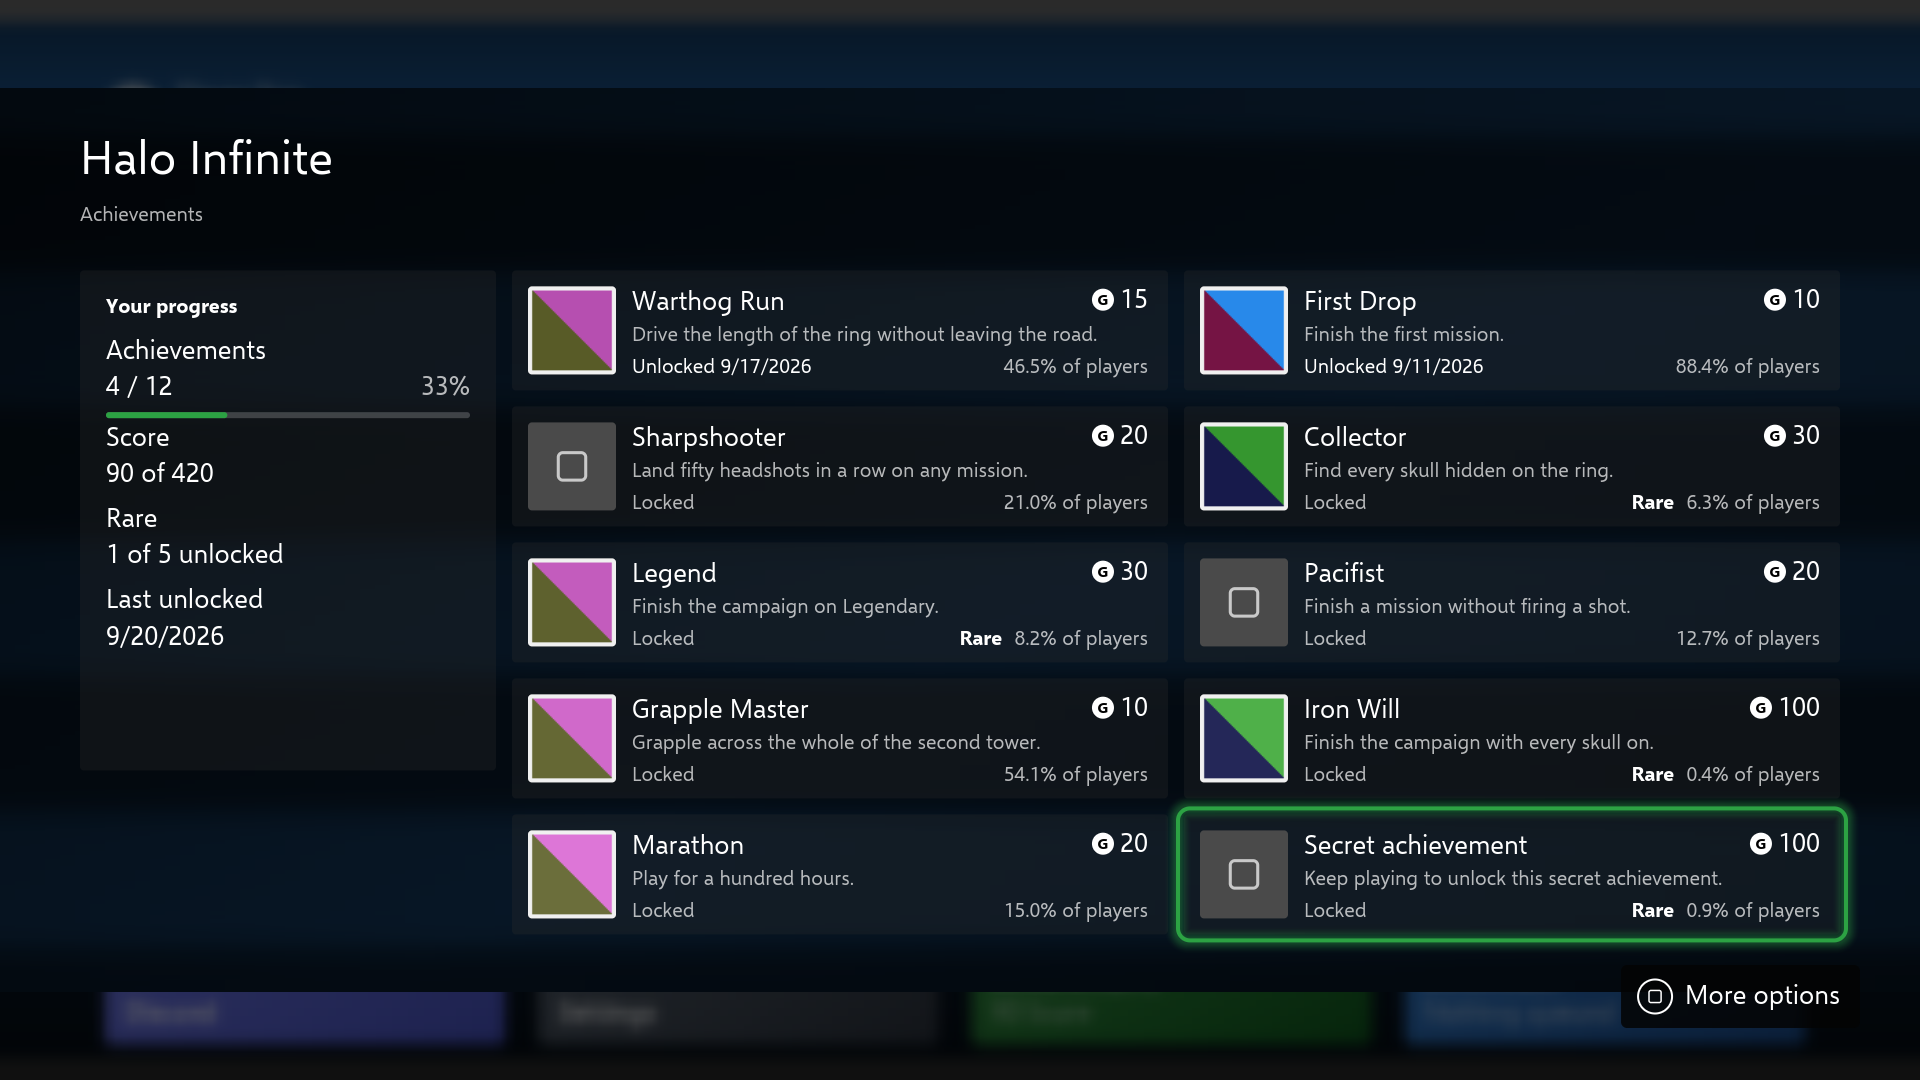 Halo Infinite
Achievements
Your progress
Achievements
4 / 12 33%
Score
90 of 420
Rare
1 of 5 unlocked
Last unlocked
9/20/2026
Warthog Run G 15
Drive the length of the ring without leaving the road.
Unlocked 9/17/2026 46.5% of players
First Drop G 10
Finish the first mission.
Unlocked 9/11/2026 88.4% of players
Sharpshooter G 20
Land fifty headshots in a row on any mission.
Locked 21.0% of players
Collector G 30
Find every skull hidden on the ring.
Locked Rare 6.3% of players
Legend G 30
Finish the campaign on Legendary.
Locked Rare 8.2% of players
Pacifist G 20
Finish a mission without firing a shot.
Locked 12.7% of players
Grapple Master G 10
Grapple across the whole of the second tower.
Locked 54.1% of players
Iron Will G 100
Finish the campaign with every skull on.
Locked Rare 0.4% of players
Marathon G 20
Play for a hundred hours.
Locked 15.0% of players
Secret achievement G 100
Keep playing to unlock this secret achievement.
Locked Rare 0.9% of players
More options
Discord
Settings